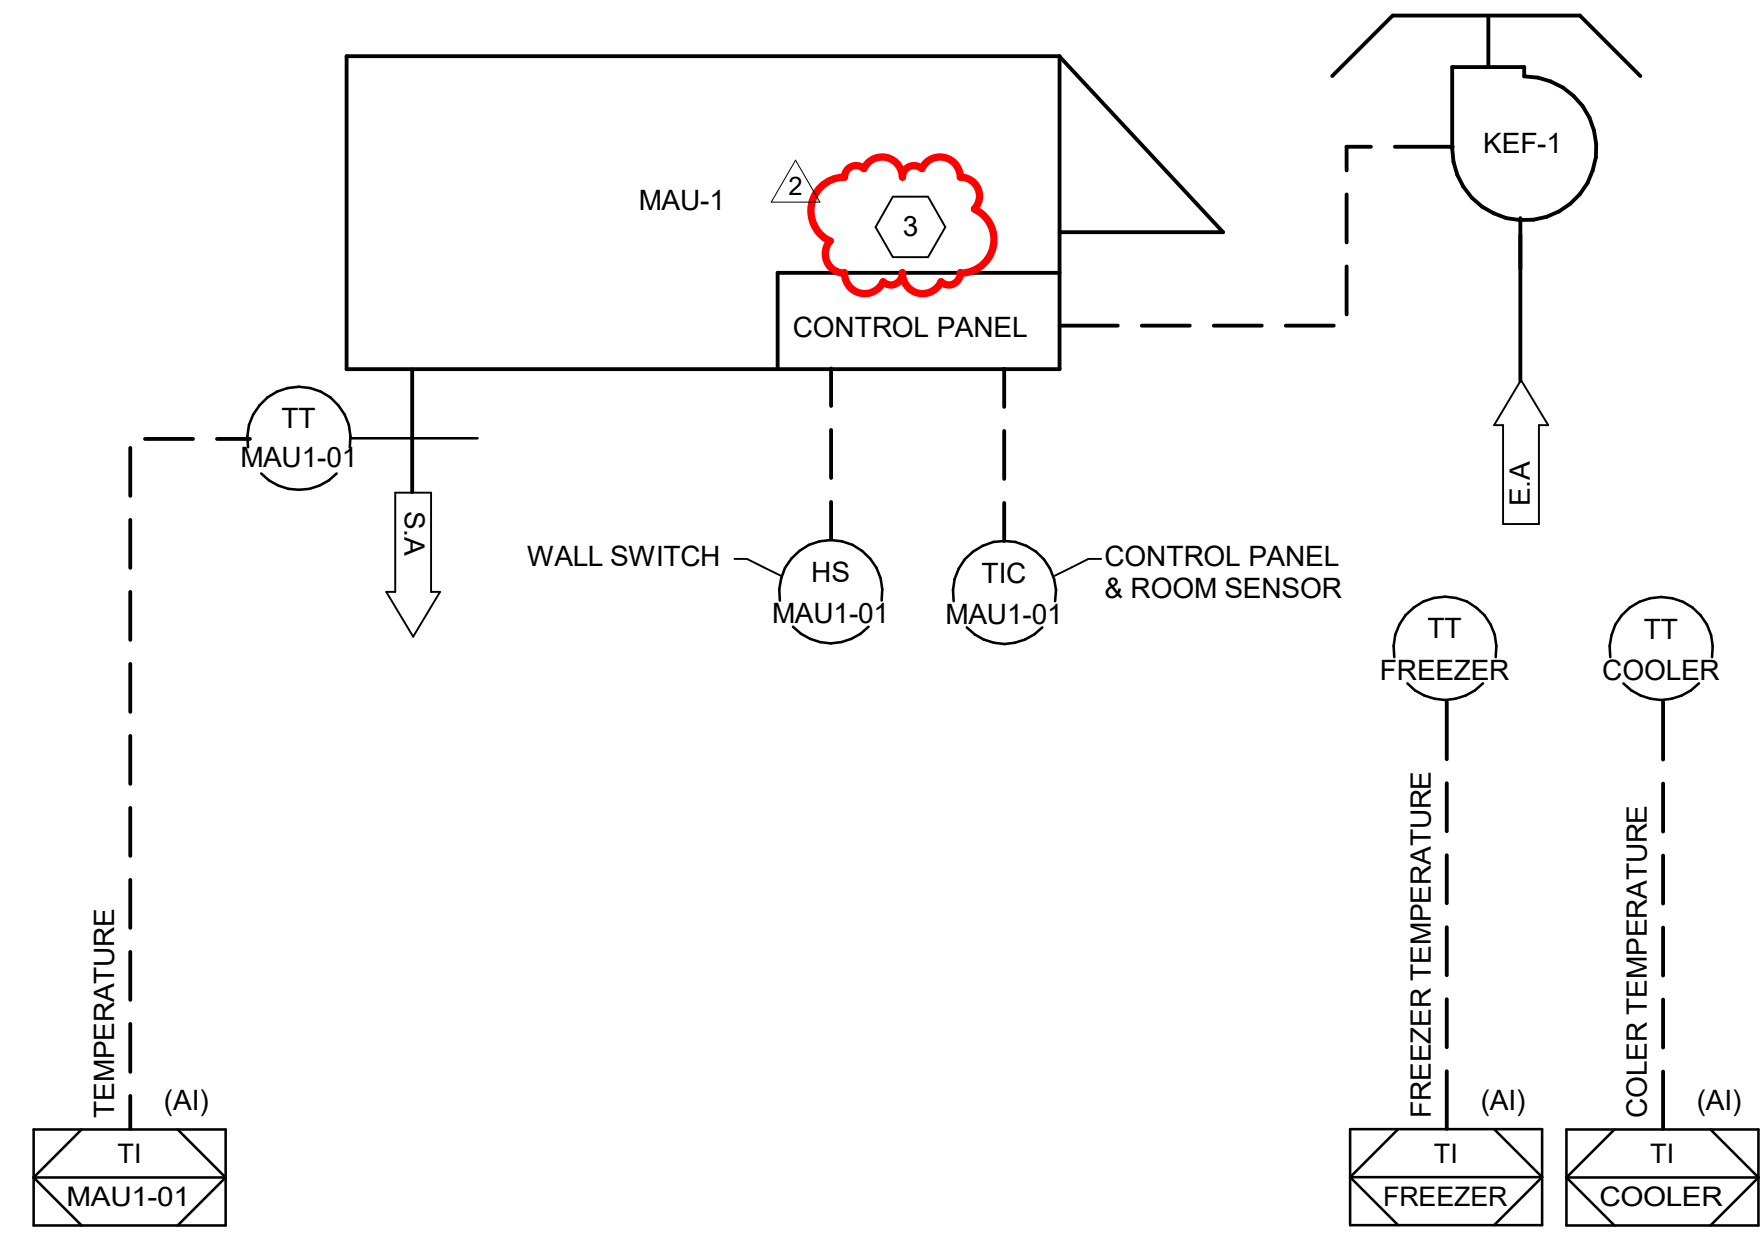 KEF-1
MAU-1
2
3
CONTROL PANEL
TT
MAU1-01
S.A
E.A
WALL SWITCH
HS
MAU1-01
TIC
MAU1-01
CONTROL PANEL
& ROOM SENSOR
TT
FREEZER
TT
COOLER
TEMPERATURE
(AI)
TI
MAU1-01
FREEZER TEMPERATURE
(AI)
TI
FREEZER
COLER TEMPERATURE
(AI)
TI
COOLER